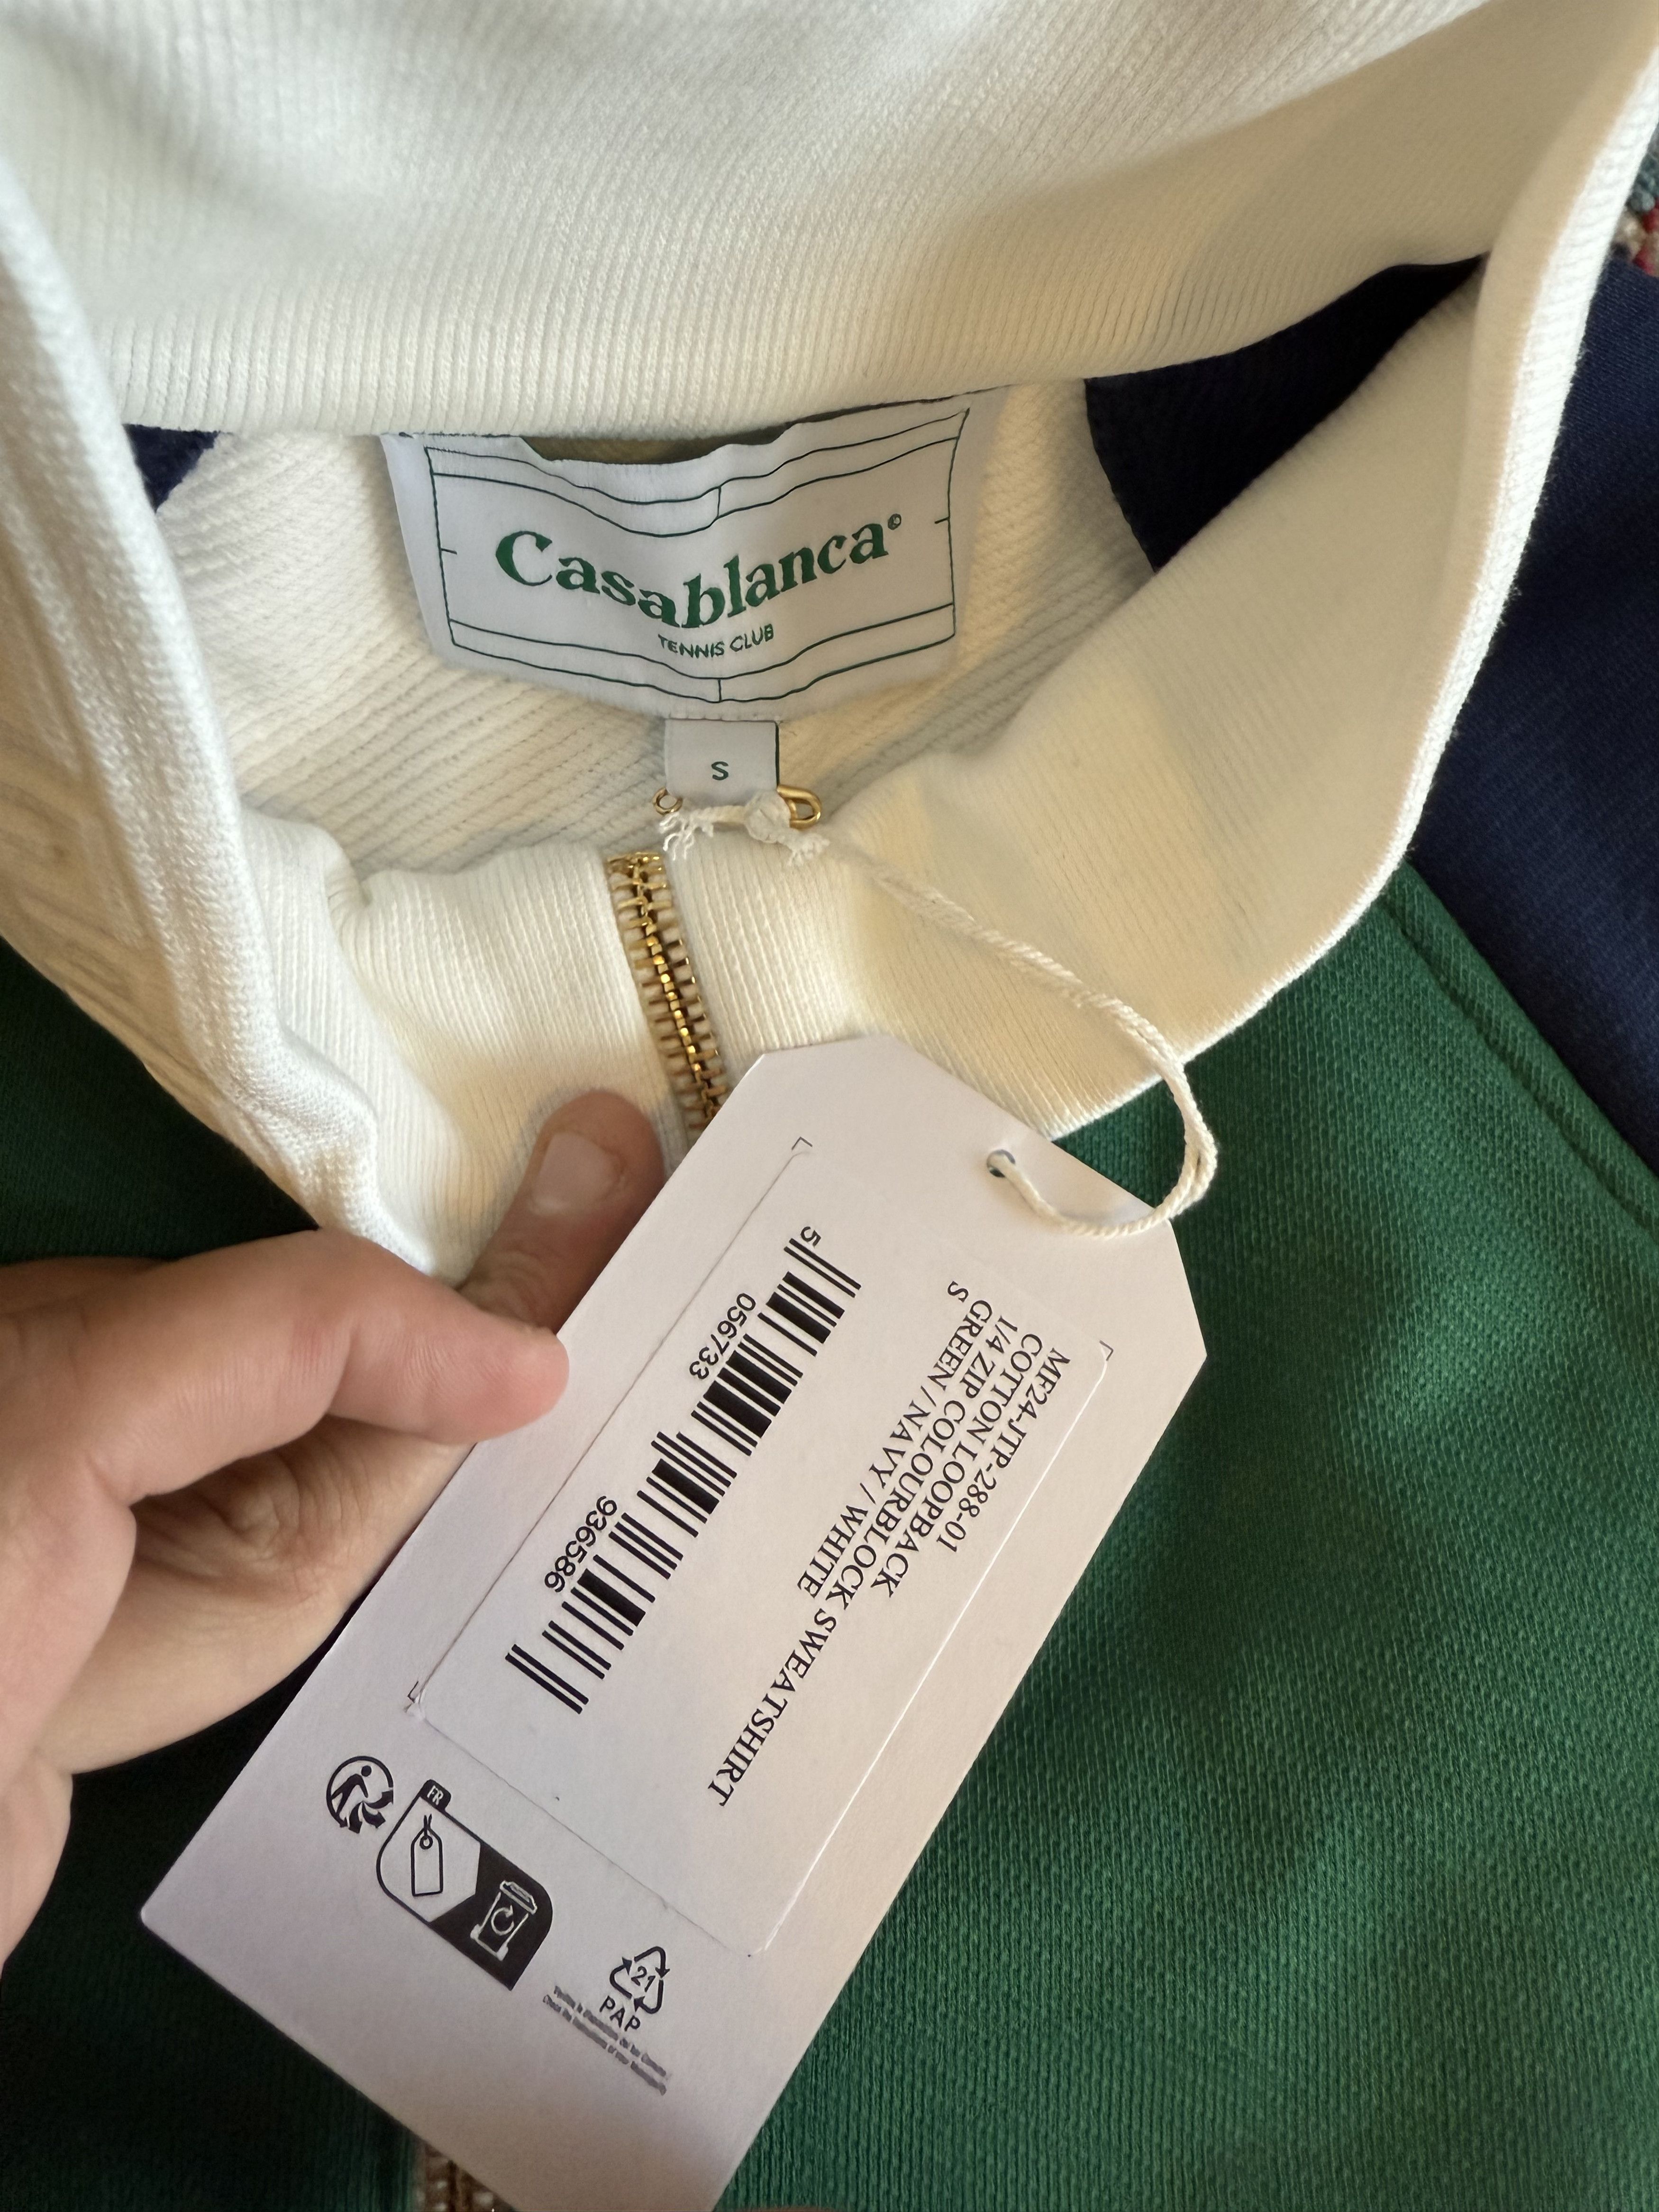 Casablanca©
TENNIS CLUB
S
MF24-JTP-288-01
COTTON LOOPBACK
1/4 ZIP COLOURBLOCK SWEATSHIRT
GREEN / NAVY / WHITE
S
5 056733 936586
FR
21
PAP